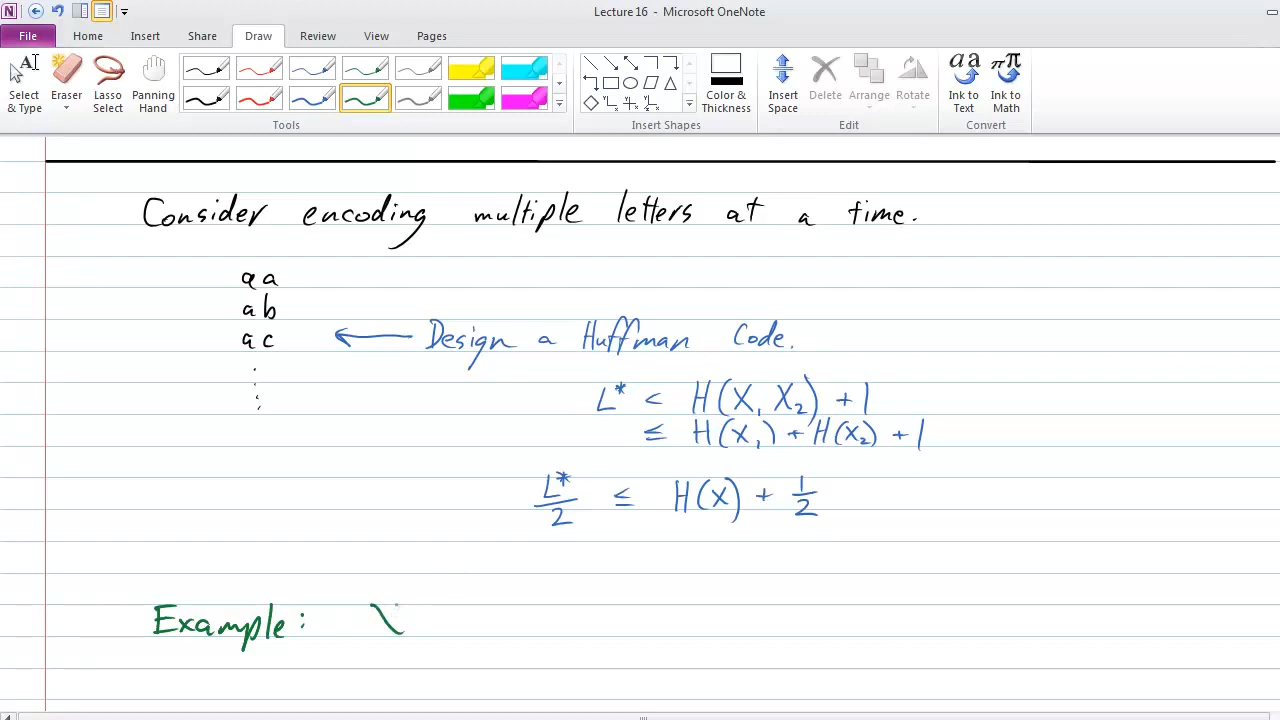 Lecture 16 - Microsoft OneNote
File Home Insert Share Draw Review View Pages
Select & Type
Eraser
Lasso Select
Panning Hand
Color & Thickness
Insert Space
Delete
Arrange
Rotate
Ink to Text
Ink to Math
Tools
Insert Shapes
Edit
Convert
Consider encoding multiple letters at a time.
aa
ab
ac
⋮
← Design a Huffman Code.
L* < H(X₁ X₂) + 1
≤ H(X₁) + H(X₂) + 1
L*/2 ≤ H(X) + 1/2
Example: